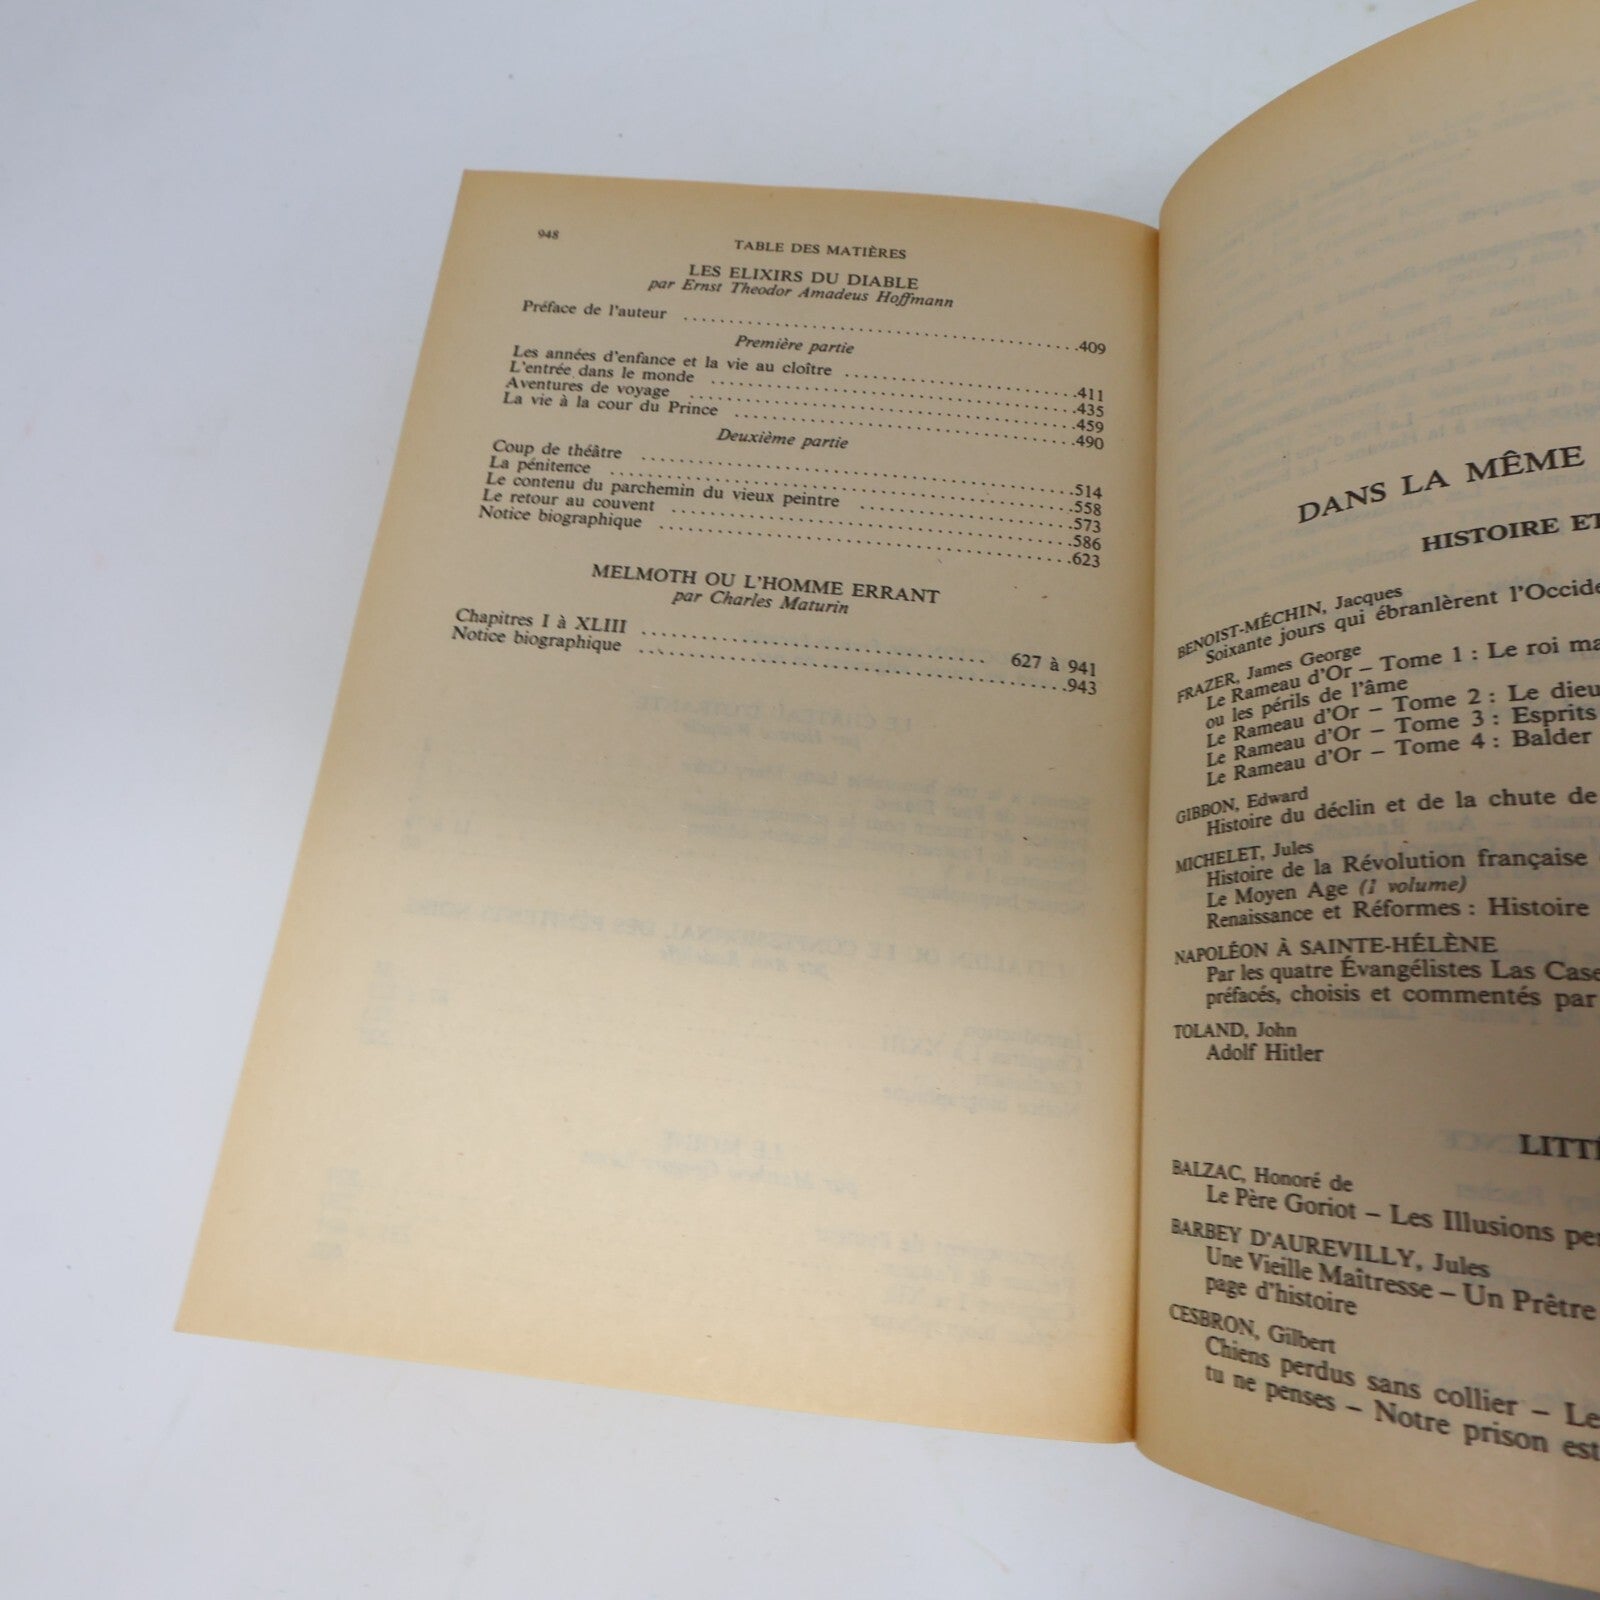 948
TABLE DES MATIÈRES
LES ELIXIRS DU DIABLE
par Ernst Theodor Amadeus Hoffmann
Préface de l'auteur ........................................409
Première partie
Les années d'enfance et la vie au cloître ........................411
L'entrée dans le monde ........................................435
Aventures de voyage ........................................459
La vie à la cour du Prince ........................................490
Deuxième partie
Coup de théâtre ........................................514
La pénitence ........................................558
Le contenu du parchemin du vieux peintre ........................573
Le retour au couvent ........................................586
Notice biographique ........................................623
MELMOTH OU L'HOMME ERRANT
par Charles Maturin
Chapitres I à XLIII ................................ 627 à 941
Notice biographique ........................................943
DANS LA MÊME
HISTOIRE ET
BENOIST-MÉCHIN, Jacques
Soixante jours qui ébranlèrent l'Occide
FRAZER, James George
Le Rameau d'Or – Tome 1 : Le roi ma
ou les périls de l'âme
Le Rameau d'Or – Tome 2 : Le dieu
Le Rameau d'Or – Tome 3 : Esprits
Le Rameau d'Or – Tome 4 : Balder
GIBBON, Edward
Histoire du déclin et de la chute de
MICHELET, Jules
Histoire de la Révolution française
Le Moyen Age (1 volume)
Renaissance et Réformes : Histoire
NAPOLÉON À SAINTE-HÉLÈNE
Par les quatre Évangélistes Las Case
préfacés, choisis et commentés par
TOLAND, John
Adolf Hitler
LITTÉ
BALZAC, Honoré de
Le Père Goriot – Les Illusions per
BARBEY D'AUREVILLY, Jules
Une Vieille Maîtresse – Un Prêtre
page d'histoire
CESBRON, Gilbert
Chiens perdus sans collier – Le
tu ne penses – Notre prison est